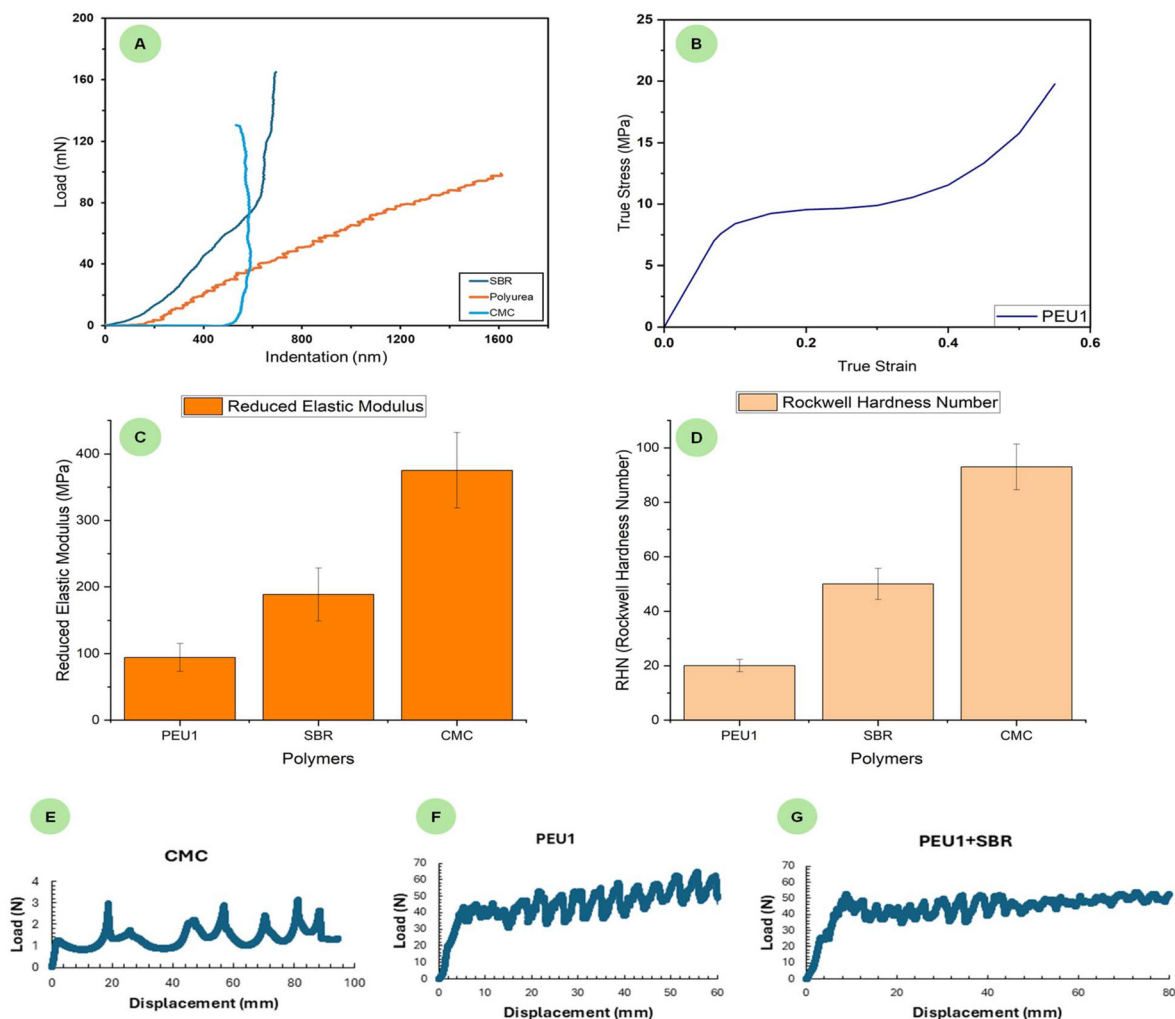 A
200
160
120
80
40
0
Load (mN)
0
400
800
1200
1600
Indentation (nm)
SBR
Polyurea
CMC
B
25
20
15
10
5
0
True Stress (MPa)
0.0
0.2
0.4
0.6
True Strain
PEU1
C
Reduced Elastic Modulus
400
300
200
100
0
Reduced Elastic Modulus (MPa)
PEU1
SBR
CMC
Polymers
D
Rockwell Hardness Number
100
80
60
40
20
0
RHN (Rockwell Hardness Number)
PEU1
SBR
CMC
Polymers
E
CMC
4
3
2
1
0
Load (N)
0
20
40
60
80
100
Displacement (mm)
F
PEU1
70
60
50
40
30
20
10
0
Load (N)
0
10
20
30
40
50
60
Displacement (mm)
G
PEU1+SBR
70
60
50
40
30
20
10
0
Load (N)
0
20
40
60
80
Displacement (mm)